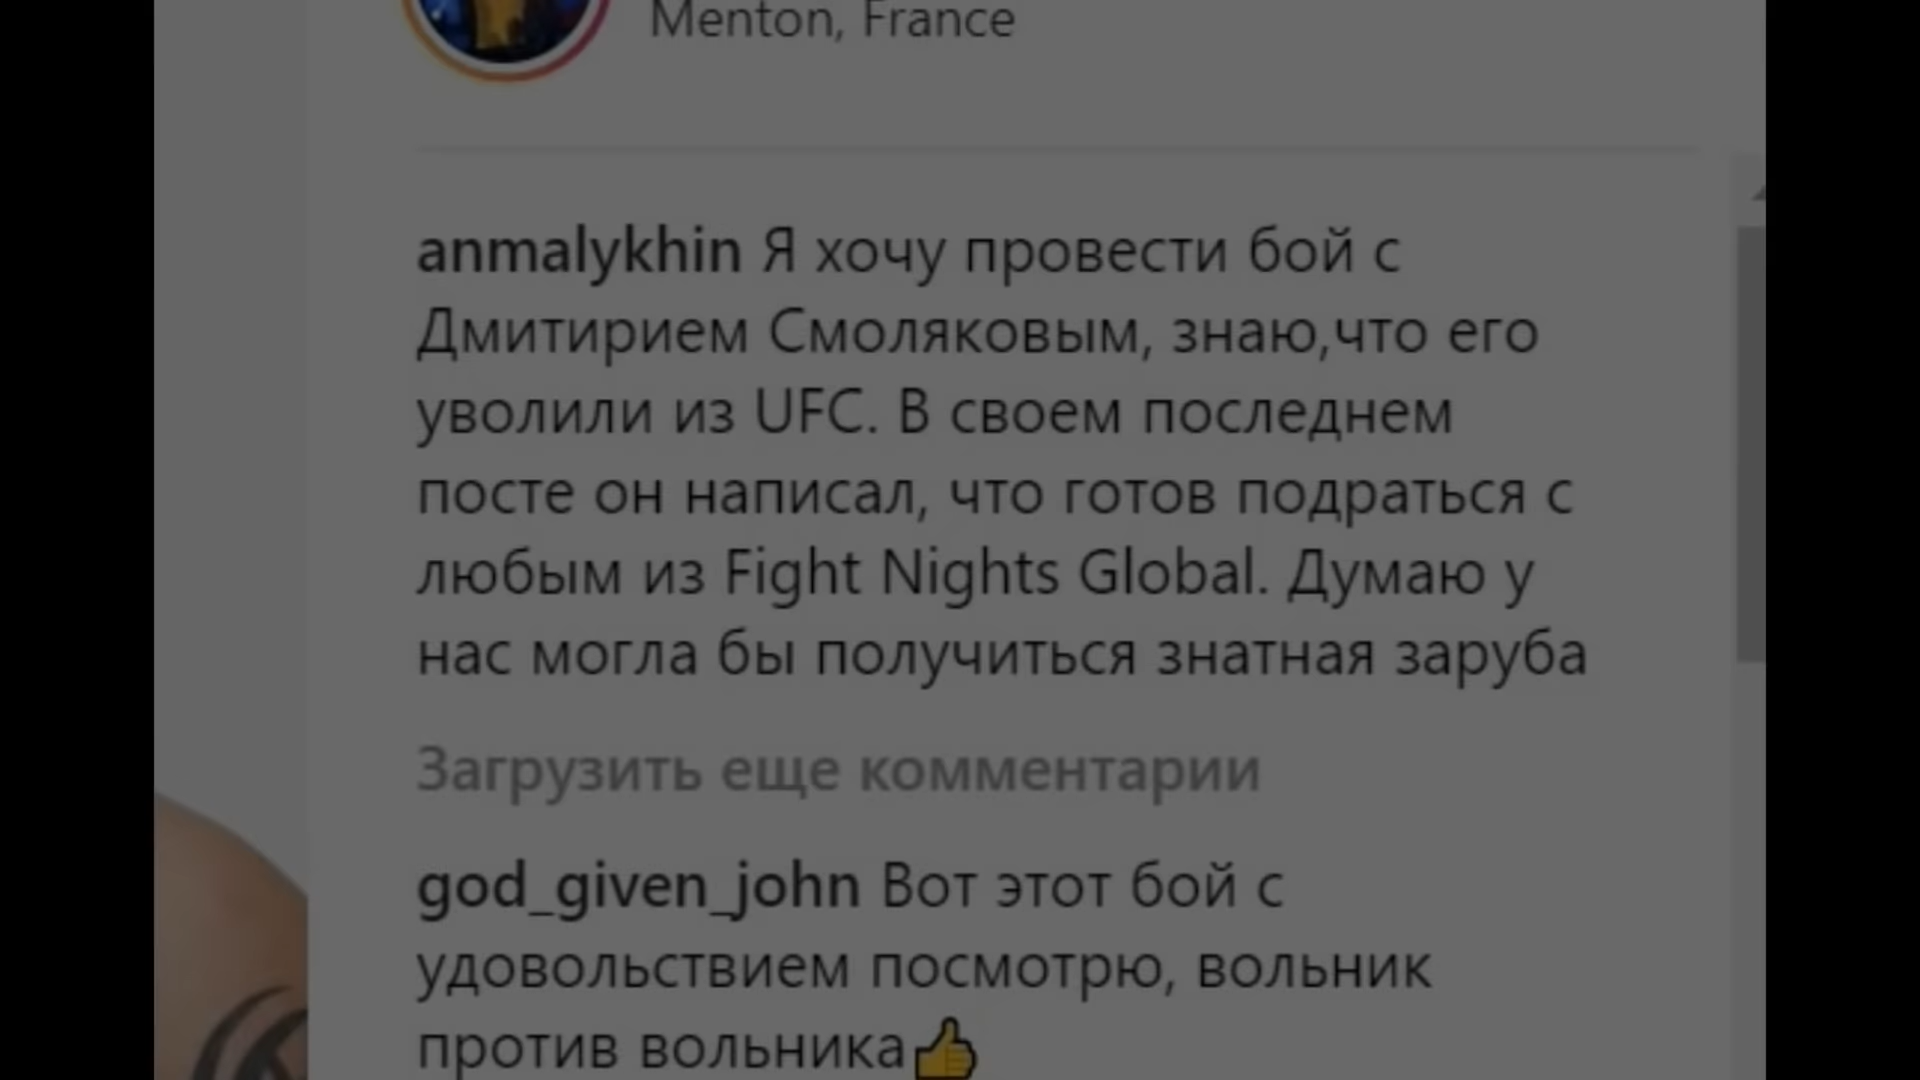 Menton, France
anmalykhin Я хочу провести бой с
Дмитирием Смоляковым, знаю,что его
уволили из UFC. В своем последнем
посте он написал, что готов подраться с
любым из Fight Nights Global. Думаю у
нас могла бы получиться знатная заруба
Загрузить еще комментарии
god_given_john Вот этот бой с
удовольствием посмотрю, вольник
против вольника👍